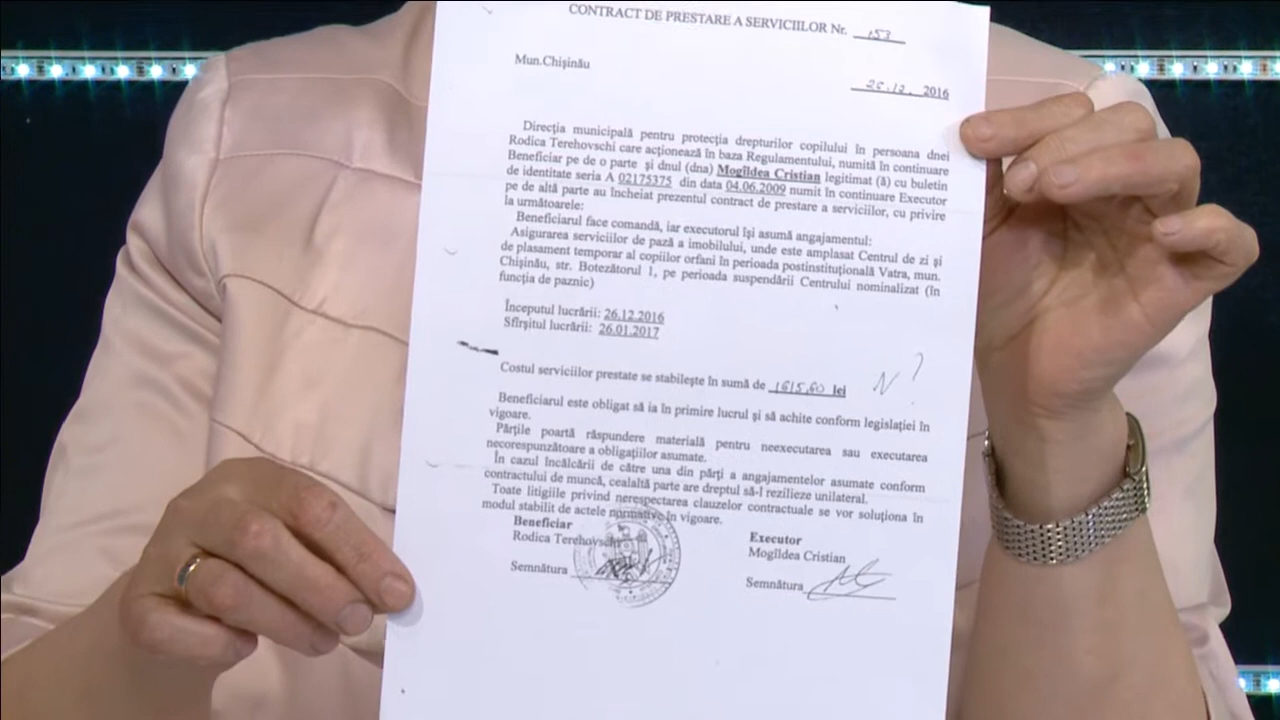 CONTRACT DE PRESTARE A SERVICIILOR Nr. 153
Mun.Chişinău
26.12. 2016
Direcţia municipală pentru protecţia drepturilor copilului în persoana dnei
Rodica Terehovschi care acţionează în baza Regulamentului, numită în continuare
Beneficiar pe de o parte şi dnul (dna) Mogîldea Cristian legitimat (ă) cu buletin
de identitate seria A 02175375 din data 04.06.2009 numit în continuare Executor
pe de altă parte au încheiat prezentul contract de prestare a serviciilor, cu privire
la următoarele:
Beneficiarul face comandă, iar executorul îşi asumă angajamentul:
Asigurarea serviciilor de pază a imobilului, unde este amplasat Centrul de zi şi
de plasament temporar al copiilor orfani în perioada postinstituţională Vatra, mun.
Chişinău, str. Botezătorul 1, pe perioada suspendării Centrului nominalizat (în
funcţia de paznic)
Începutul lucrării: 26.12.2016
Sfîrşitul lucrării: 26.01.2017
Costul serviciilor prestate se stabileşte în sumă de 1615,60 lei
N ?
Beneficiarul este obligat să ia în primire lucrul şi să achite conform legislaţiei în
vigoare.
Părţile poartă răspundere materială pentru neexecutarea sau executarea
necorespunzătoare a obligaţiilor asumate.
În cazul încălcării de către una din părţi a angajamentelor asumate conform
contractului de muncă, cealaltă parte are dreptul să-l rezilieze unilateral.
Toate litigiile privind nerespectarea clauzelor contractuale se vor soluţiona în
modul stabilit de actele normative în vigoare.
Beneficiar
Rodica Terehovschi
Semnătura
Executor
Mogîldea Cristian
Semnătura